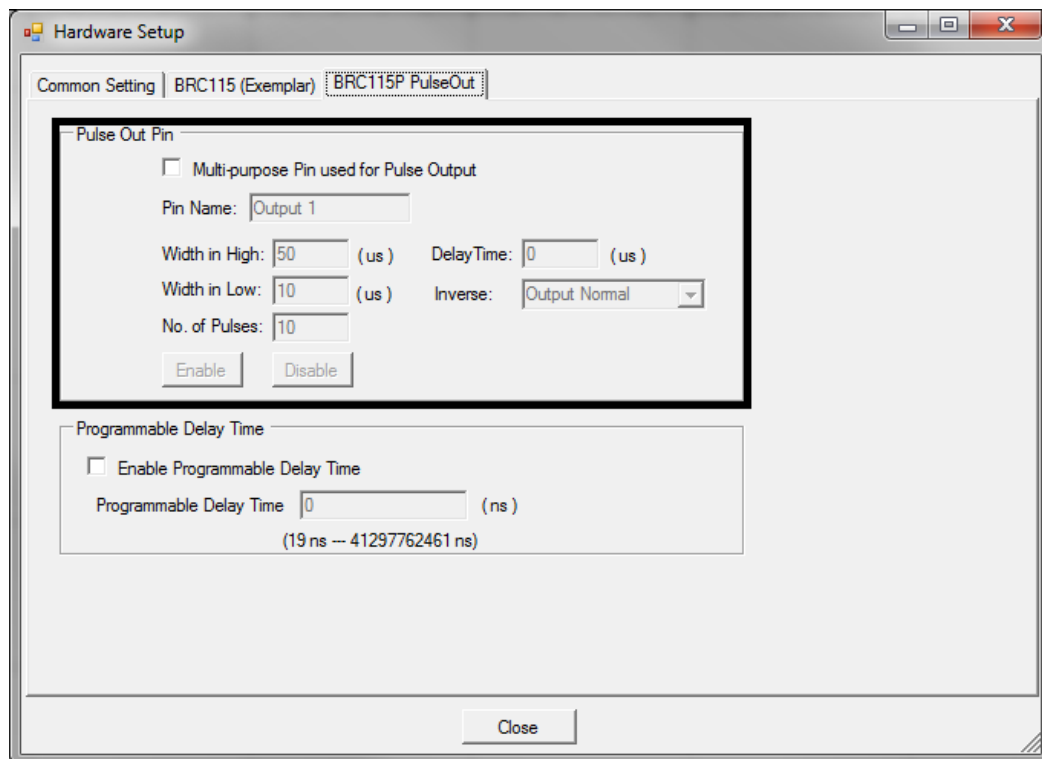 Hardware Setup
Common Setting BRC115 (Exemplar) BRC115P PulseOut
Pulse Out Pin
Multi-purpose Pin used for Pulse Output
Pin Name: Output 1
Width in High: 50 ( us ) DelayTime: 0 ( us )
Width in Low: 10 ( us ) Inverse: Output Normal
No. of Pulses: 10
Enable Disable
Programmable Delay Time
Enable Programmable Delay Time
Programmable Delay Time 0 ( ns )
(19 ns --- 41297762461 ns)
Close